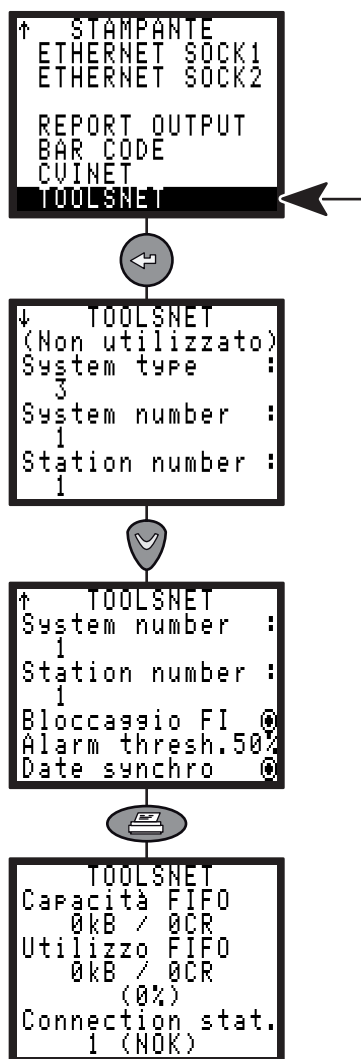 ↑ STAMPANTE
ETHERNET SOCK1
ETHERNET SOCK2
REPORT OUTPUT
BAR CODE
CVINET
TOOLSNET
↓ TOOLSNET
(Non utilizzato)
System type :
3
System number :
1
Station number :
1
↑ TOOLSNET
System number :
1
Station number :
1
Bloccaggio FI
Alarm thresh.50%
Date synchro
TOOLSNET
Capacità FIFO
0kB / 0CR
Utilizzo FIFO
0kB / 0CR
(0%)
Connection stat.
1 (NOK)